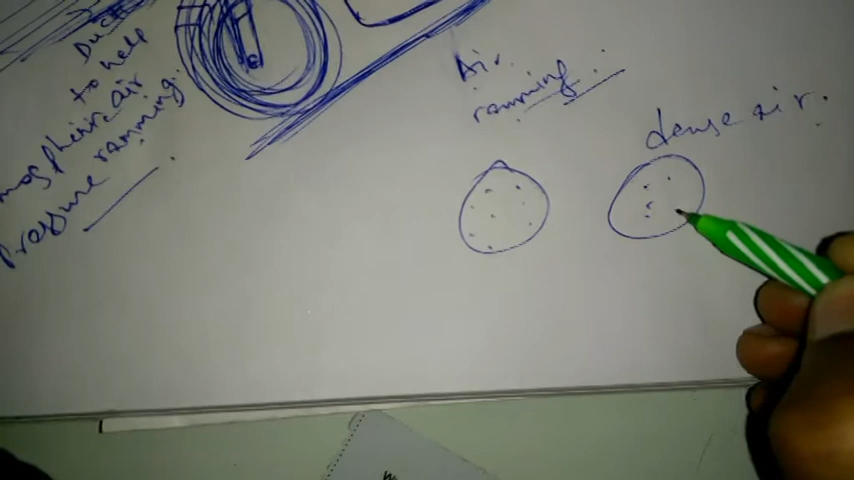 Duct
to help
mospheric air
Pressure ramming.
Air
ramming.
dense air.